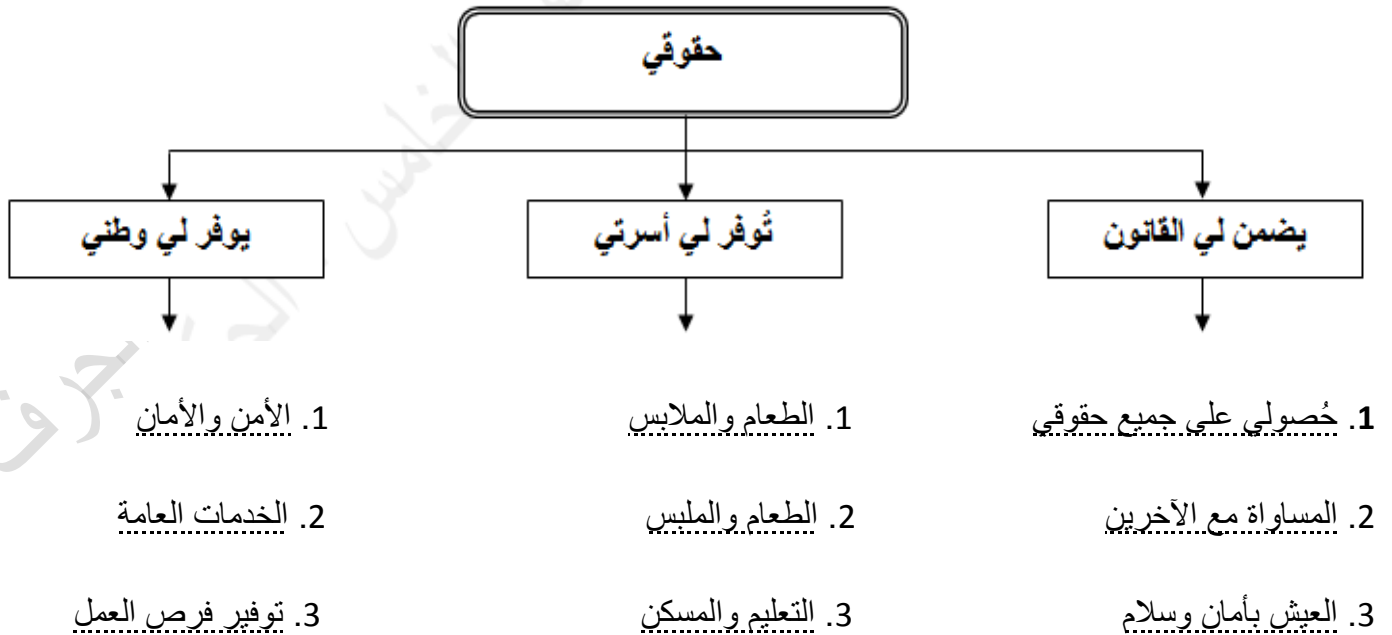 حقوقي
يضمن لي القانون
تُوفر لي أسرتي
يوفر لي وطني
1. حُصولي على جميع حقوقي
1. الطعام والملابس
1. الأمن والأمان
2. المساواة مع الآخرين
2. الطعام والملبس
2. الخدمات العامة
3. العيش بأمان وسلام
3. التعليم والمسكن
3. توفير فرص العمل